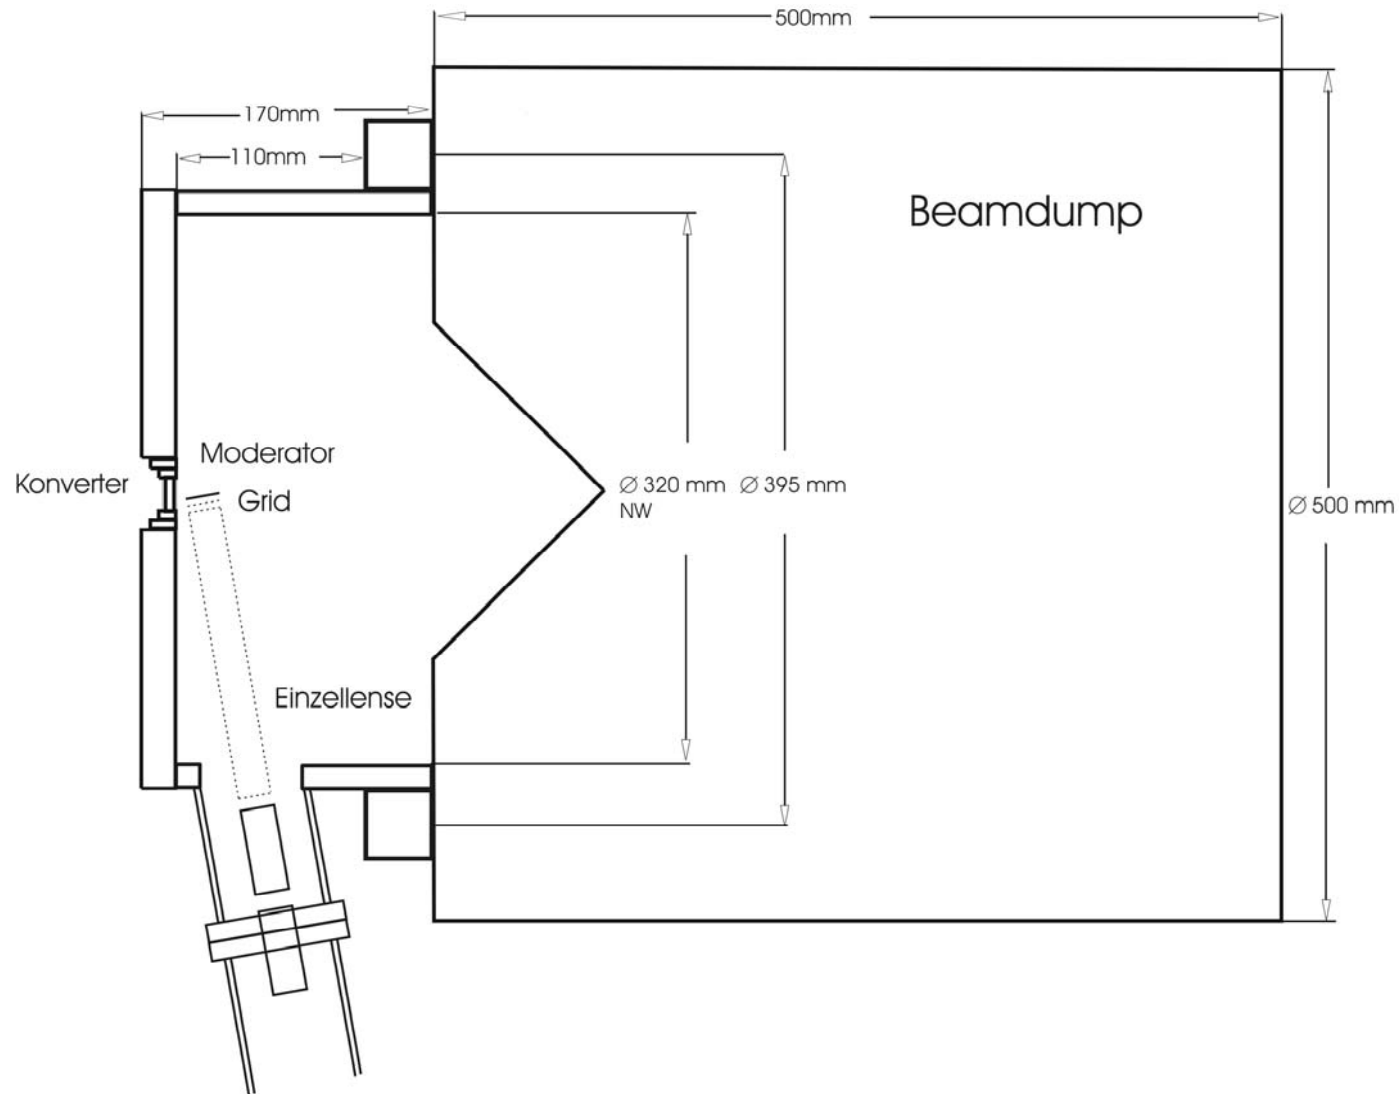 500mm
170mm
110mm
Beamdump
Moderator
Konverter
Grid
Ø 320 mm
NW
Ø 395 mm
Ø 500 mm
Einzellense